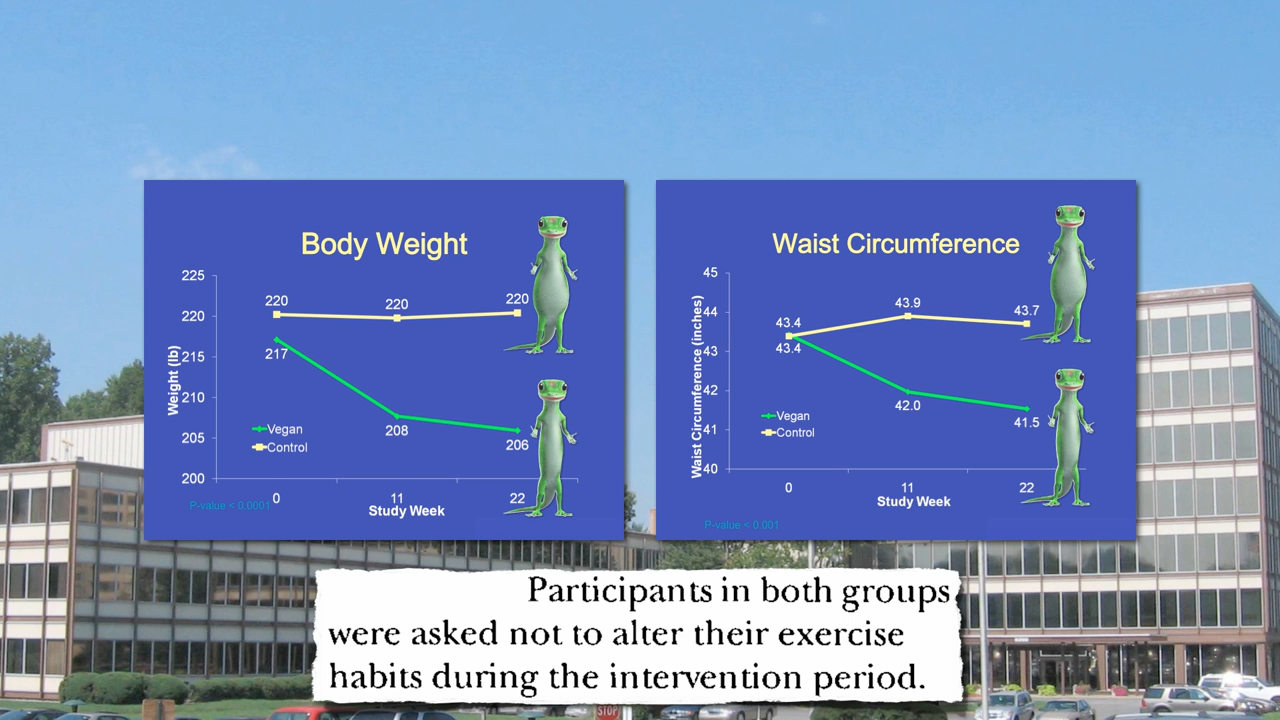 Body Weight
225
220
215
210
205
200
Weight (lb)
220
220
220
217
208
206
Vegan
Control
0
11
22
Study Week
P-value < 0.0001
Waist Circumference
45
44
43
42
41
40
Waist Circumference (inches)
43.4
43.9
43.7
43.4
42.0
41.5
Vegan
Control
0
11
22
Study Week
P-value < 0.001
Participants in both groups
were asked not to alter their exercise
habits during the intervention period.
STOP